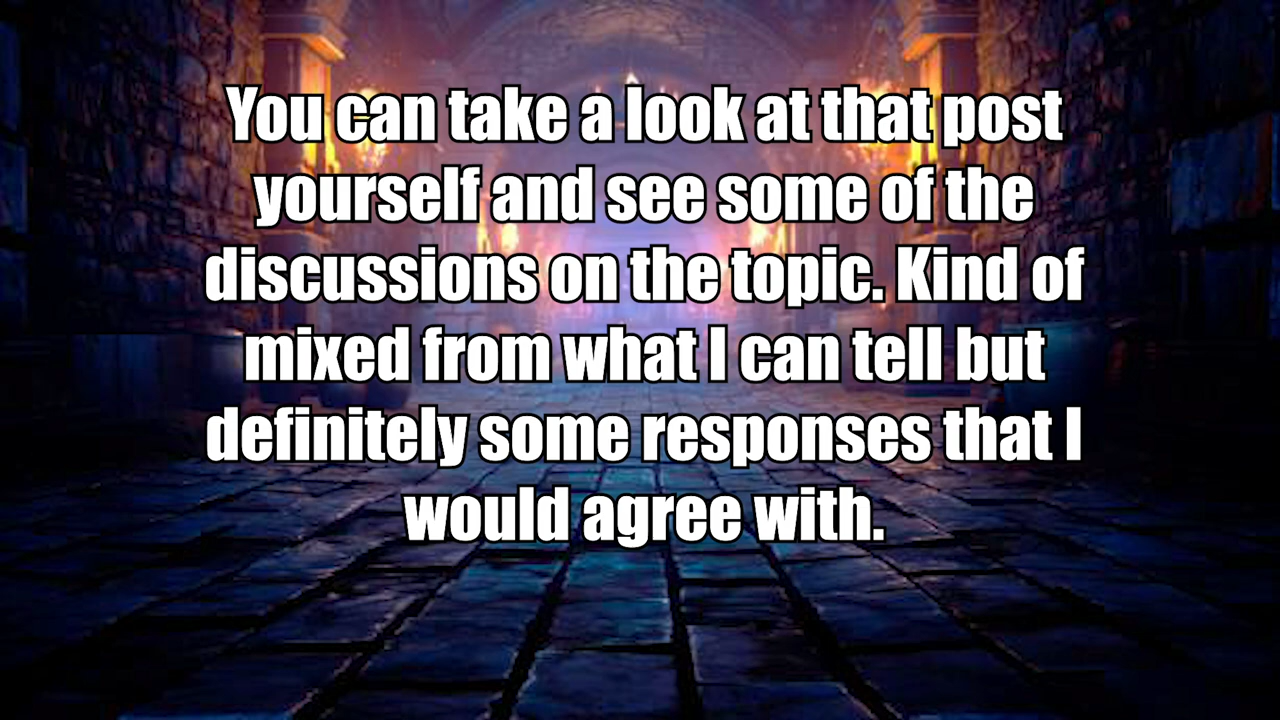 You can take a look at that post
yourself and see some of the
discussions on the topic. Kind of
mixed from what I can tell but
definitely some responses that I
would agree with.